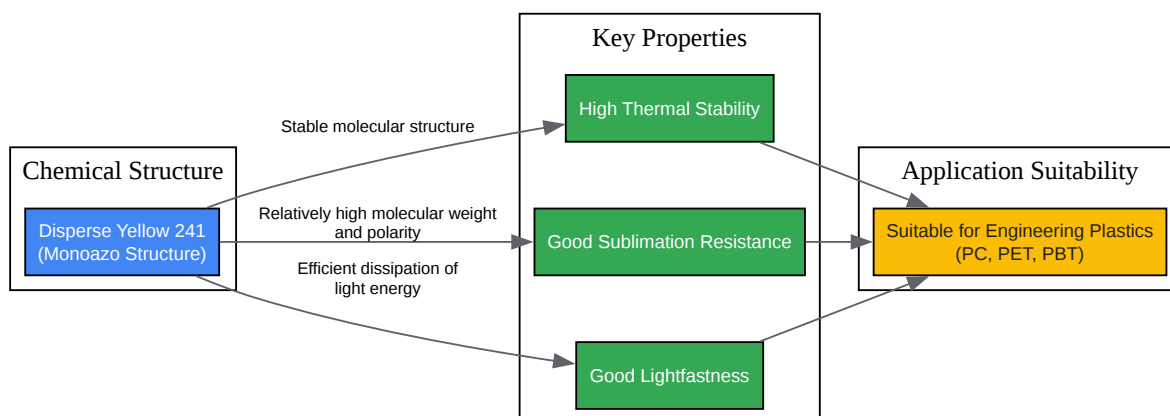 Chemical Structure
Disperse Yellow 241
(Monoazo Structure)
Stable molecular structure
Relatively high molecular weight
and polarity
Efficient dissipation of
light energy
Key Properties
High Thermal Stability
Good Sublimation Resistance
Good Lightfastness
Application Suitability
Suitable for Engineering Plastics
(PC, PET, PBT)